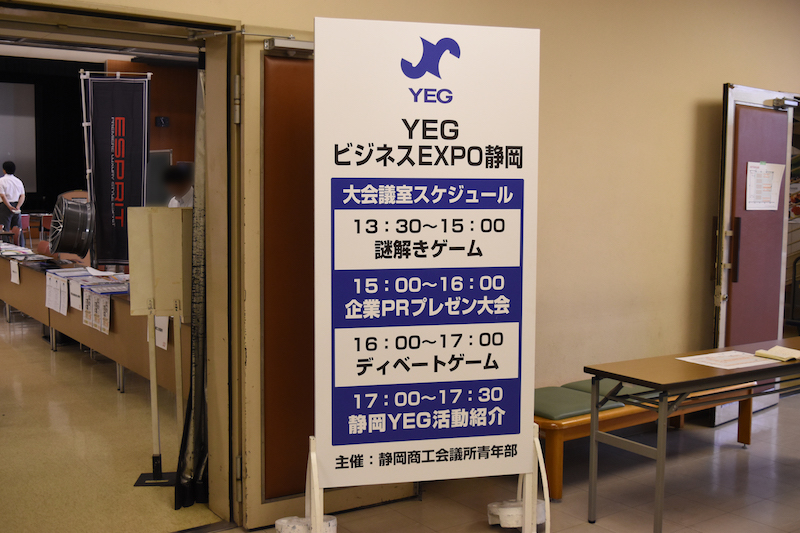 YEG
YEG
ビジネスEXPO静岡
大会議室スケジュール
13：30～15：00
謎解きゲーム
15：00～16：00
企業PRプレゼン大会
16：00～17：00
ディベートゲーム
17：00～17：30
静岡YEG活動紹介
主催：静岡商工会議所青年部
ESPRIT